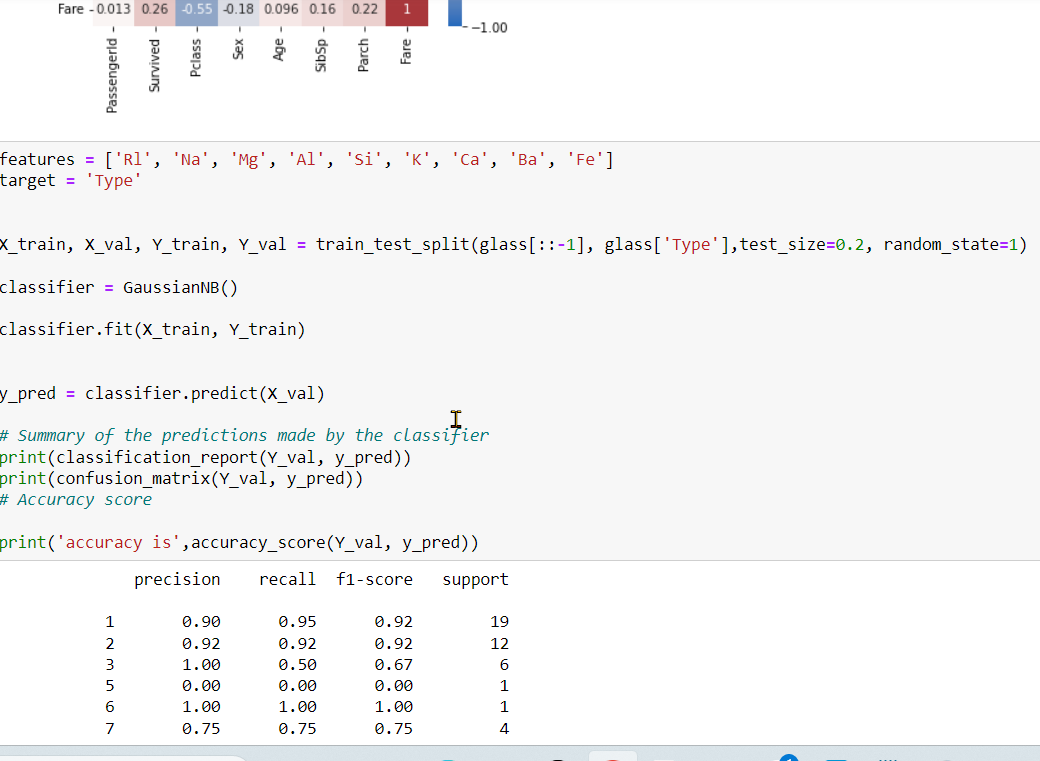 Fare - 0.013 0.26 -0.55 -0.18 0.096 0.16 0.22 1
-−1.00
PassengerId -
Survived -
Pclass -
Sex -
Age -
SibSp -
Parch -
Fare -
features = ['Rl', 'Na', 'Mg', 'Al', 'Si', 'K', 'Ca', 'Ba', 'Fe']
target = 'Type'
X_train, X_val, Y_train, Y_val = train_test_split(glass[::-1], glass['Type'],test_size=0.2, random_state=1)
classifier = GaussianNB()
classifier.fit(X_train, Y_train)
y_pred = classifier.predict(X_val)
# Summary of the predictions made by the classifier
print(classification_report(Y_val, y_pred))
print(confusion_matrix(Y_val, y_pred))
# Accuracy score
print('accuracy is',accuracy_score(Y_val, y_pred))
precision recall f1-score support
1 0.90 0.95 0.92 19
2 0.92 0.92 0.92 12
3 1.00 0.50 0.67 6
5 0.00 0.00 0.00 1
6 1.00 1.00 1.00 1
7 0.75 0.75 0.75 4